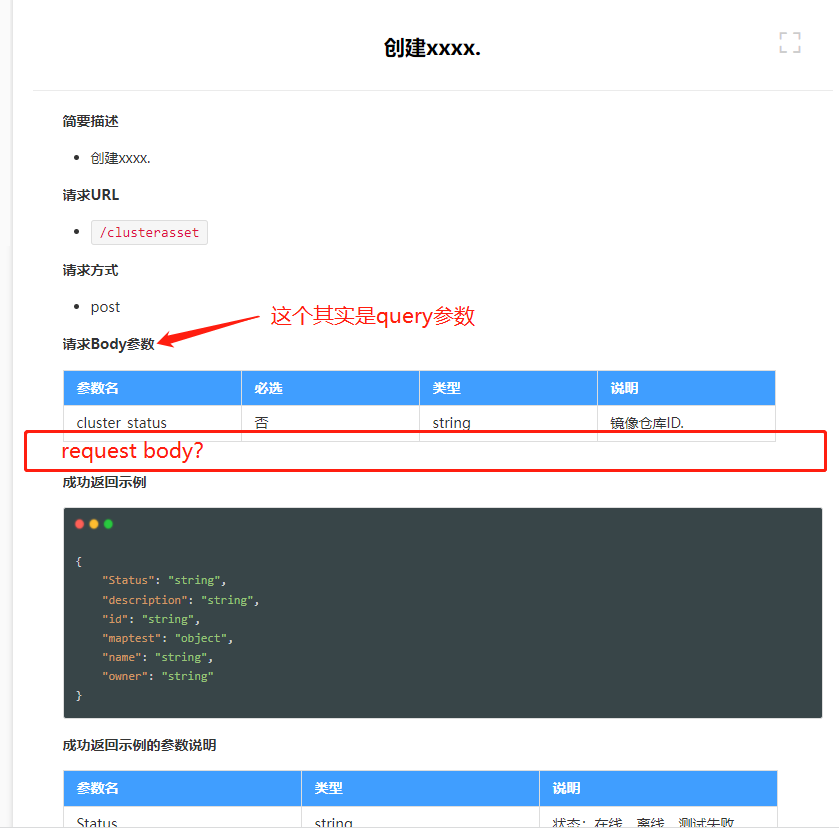 创建xxxx.
简要描述
创建xxxx.
请求URL
/clusterasset
请求方式
post
这个其实是query参数
请求Body参数
参数名 必选 类型 说明
cluster_status 否 string 镜像仓库ID.
request body?
成功返回示例
{
"Status": "string",
"description": "string",
"id": "string",
"maptest": "object",
"name": "string",
"owner": "string"
}
成功返回示例的参数说明
参数名 类型 说明
Status string 状态：在线、离线、测试失败